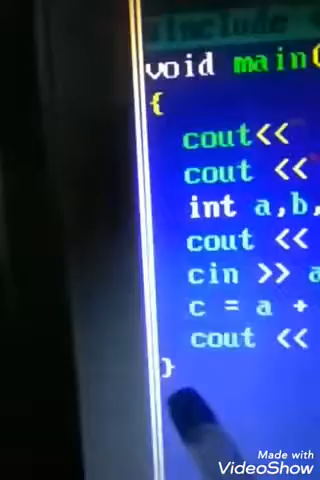 #include <
void main(
{
cout<<
cout <<
int a,b,
cout <<
cin >> a
c = a +
cout <<
}
Made with
VideoShow